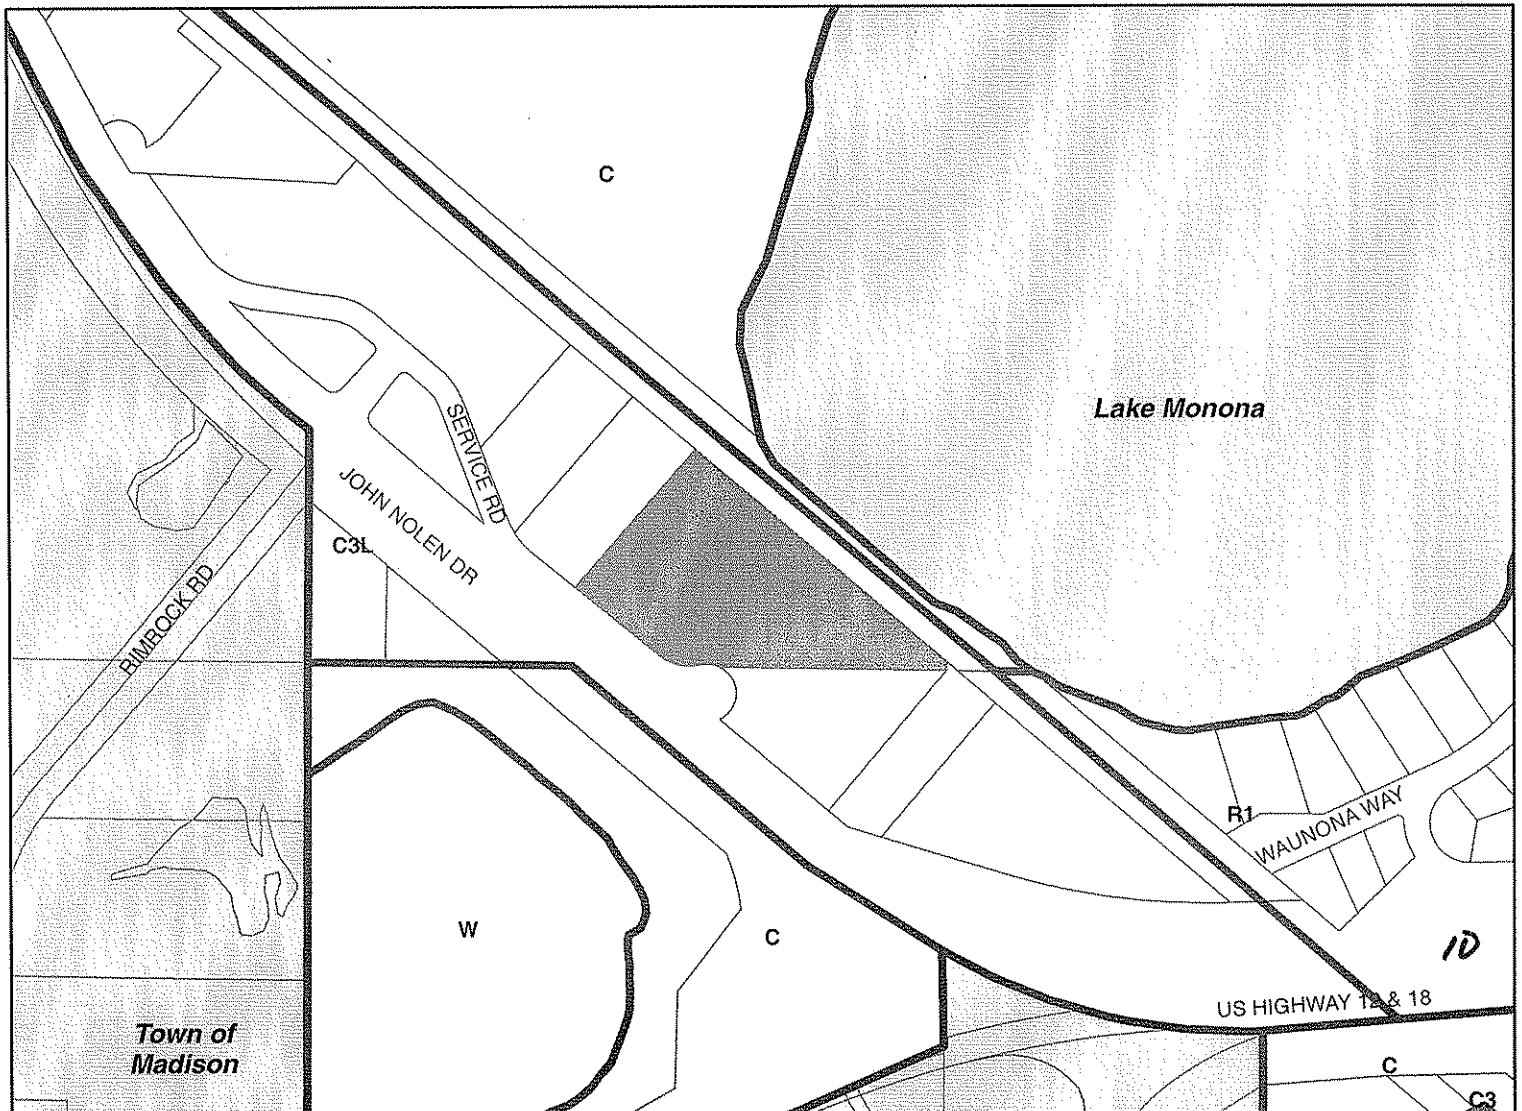 C
Lake Monona
SERVICE RD
JOHN NOLEN DR
C3L
RIMROCK RD
R1
WAUNONA WAY
W
C
10
US HIGHWAY 12 & 18
Town of
Madison
C
C3